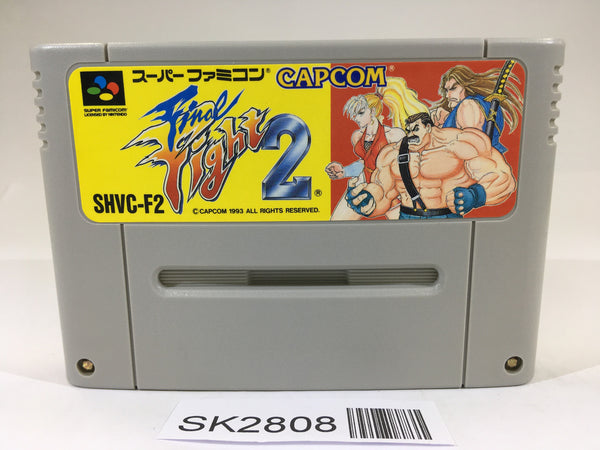 スーパーファミコン®
CAPCOM®
SUPER FAMICOM
LICENSED BY NINTENDO
Final
Fight
2®
SHVC-F2
©CAPCOM 1993 ALL RIGHTS RESERVED.
SK2808